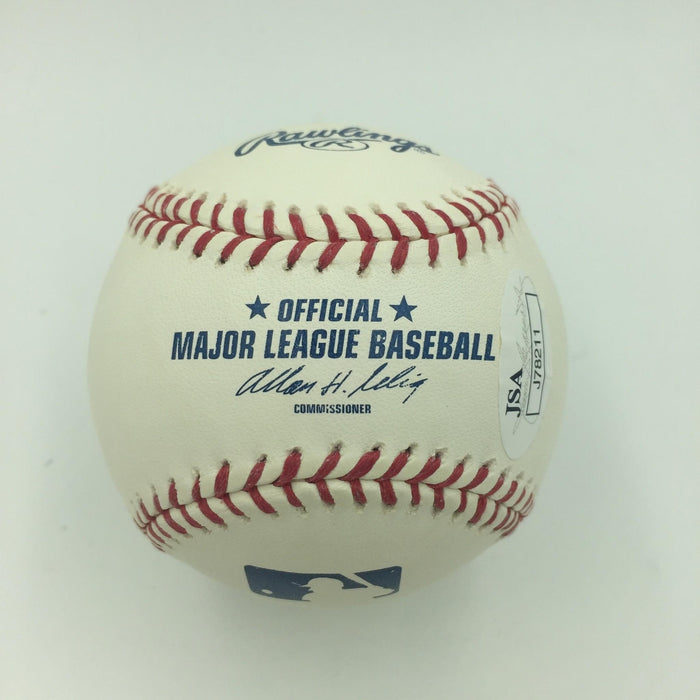 Rawlings
R
★ OFFICIAL ★
MAJOR LEAGUE BASEBALL
Allan H. Selig
COMMISSIONER
JSA
J78211